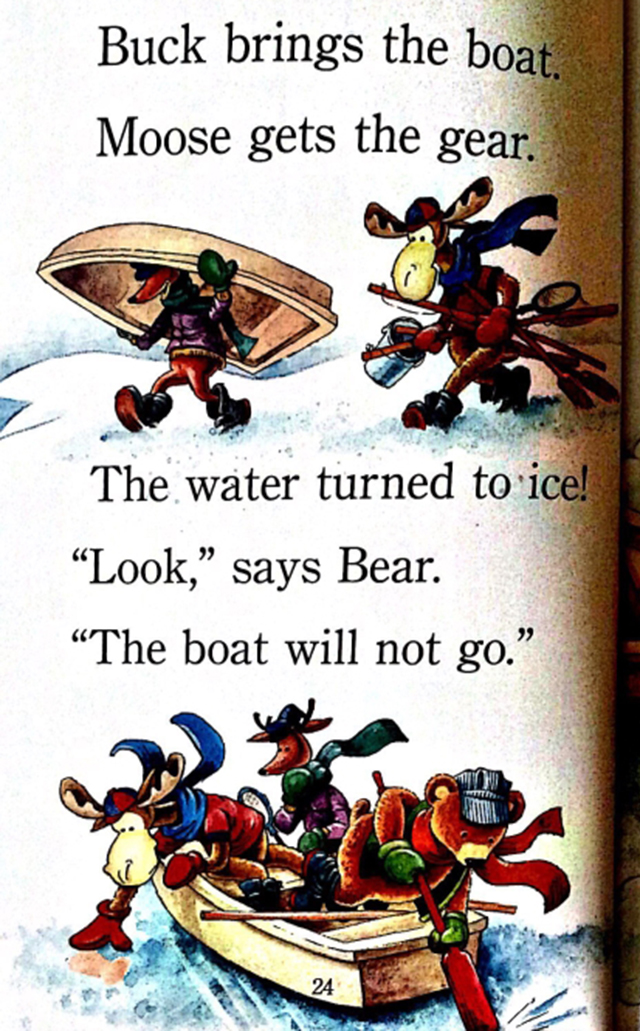 Buck brings the boat.
Moose gets the gear.
The water turned to ice!
“Look,” says Bear.
“The boat will not go.”
24